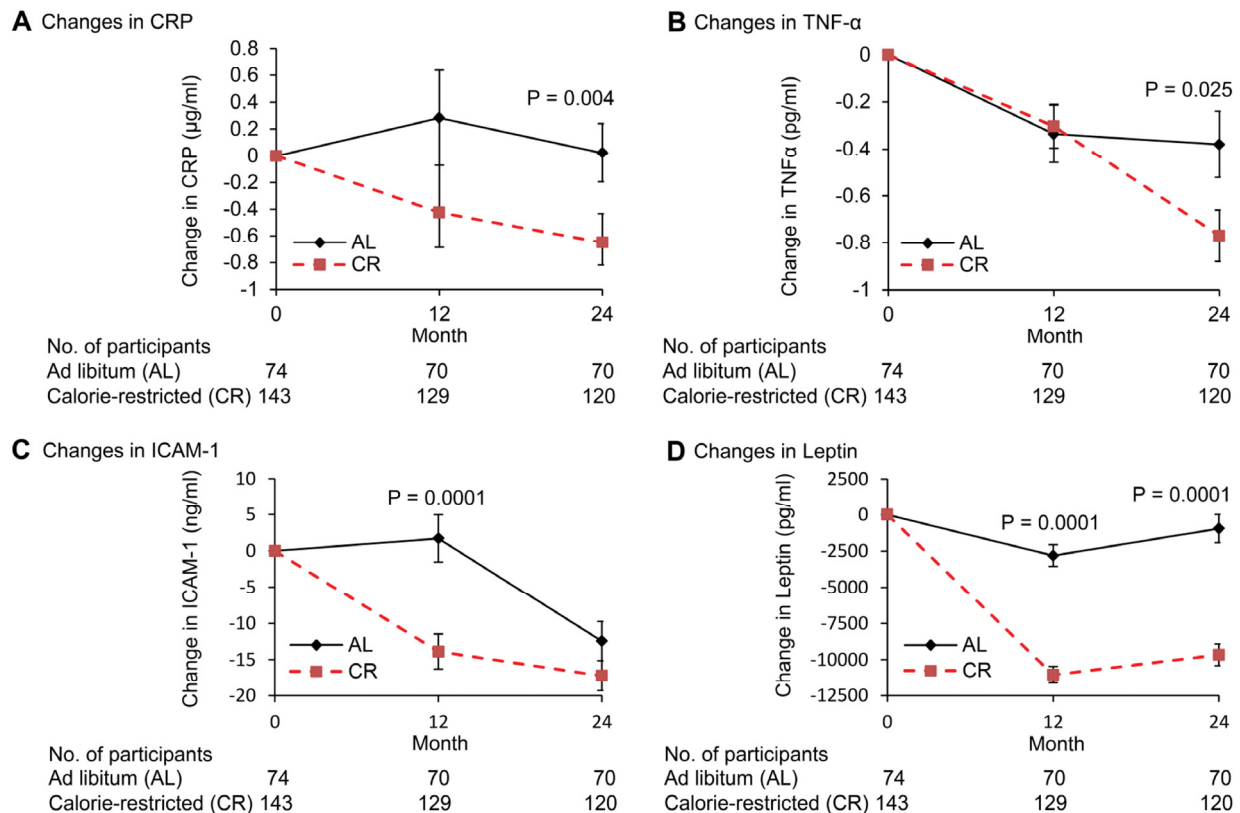 A Changes in CRP
Change in CRP (µg/ml)
0.8
0.6
0.4
0.2
0
-0.2
-0.4
-0.6
-0.8
-1
P = 0.004
AL
CR
0 12 24
Month
No. of participants
Ad libitum (AL) 74 70 70
Calorie-restricted (CR) 143 129 120
B Changes in TNF-α
Change in TNFα (pg/ml)
0
-0.2
-0.4
-0.6
-0.8
-1
P = 0.025
AL
CR
0 12 24
Month
No. of participants
Ad libitum (AL) 74 70 70
Calorie-restricted (CR) 143 129 120
C Changes in ICAM-1
Change in ICAM-1 (ng/ml)
10
5
0
-5
-10
-15
-20
P = 0.0001
AL
CR
0 12 24
Month
No. of participants
Ad libitum (AL) 74 70 70
Calorie-restricted (CR) 143 129 120
D Changes in Leptin
Change in Leptin (pg/ml)
2500
0
-2500
-5000
-7500
-10000
-12500
P = 0.0001
P = 0.0001
AL
CR
0 12 24
Month
No. of participants
Ad libitum (AL) 74 70 70
Calorie-restricted (CR) 143 129 120